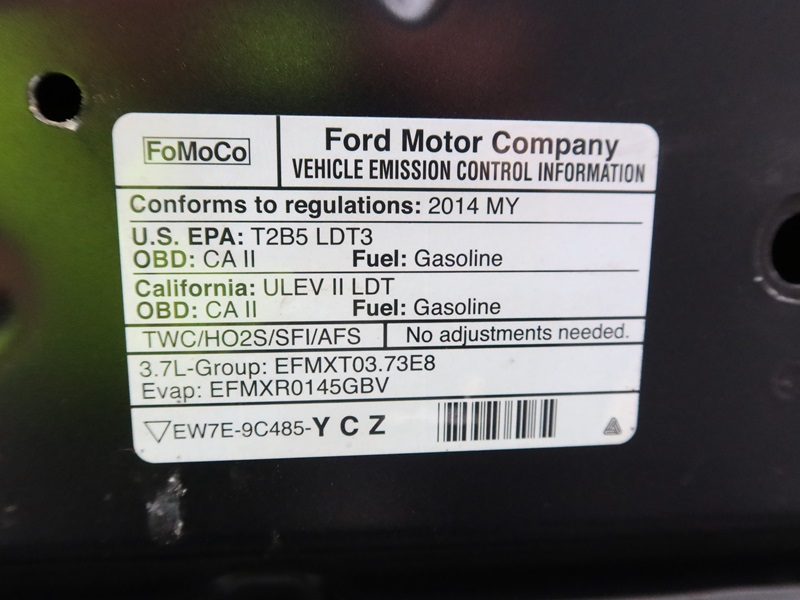 FoMoCo
Ford Motor Company
VEHICLE EMISSION CONTROL INFORMATION
Conforms to regulations: 2014 MY
U.S. EPA: T2B5 LDT3
OBD: CA II Fuel: Gasoline
California: ULEV II LDT
OBD: CA II Fuel: Gasoline
TWC/HO2S/SFI/AFS No adjustments needed.
3.7L-Group: EFMXT03.73E8
Evap: EFMXR0145GBV
EW7E-9C485-Y C Z